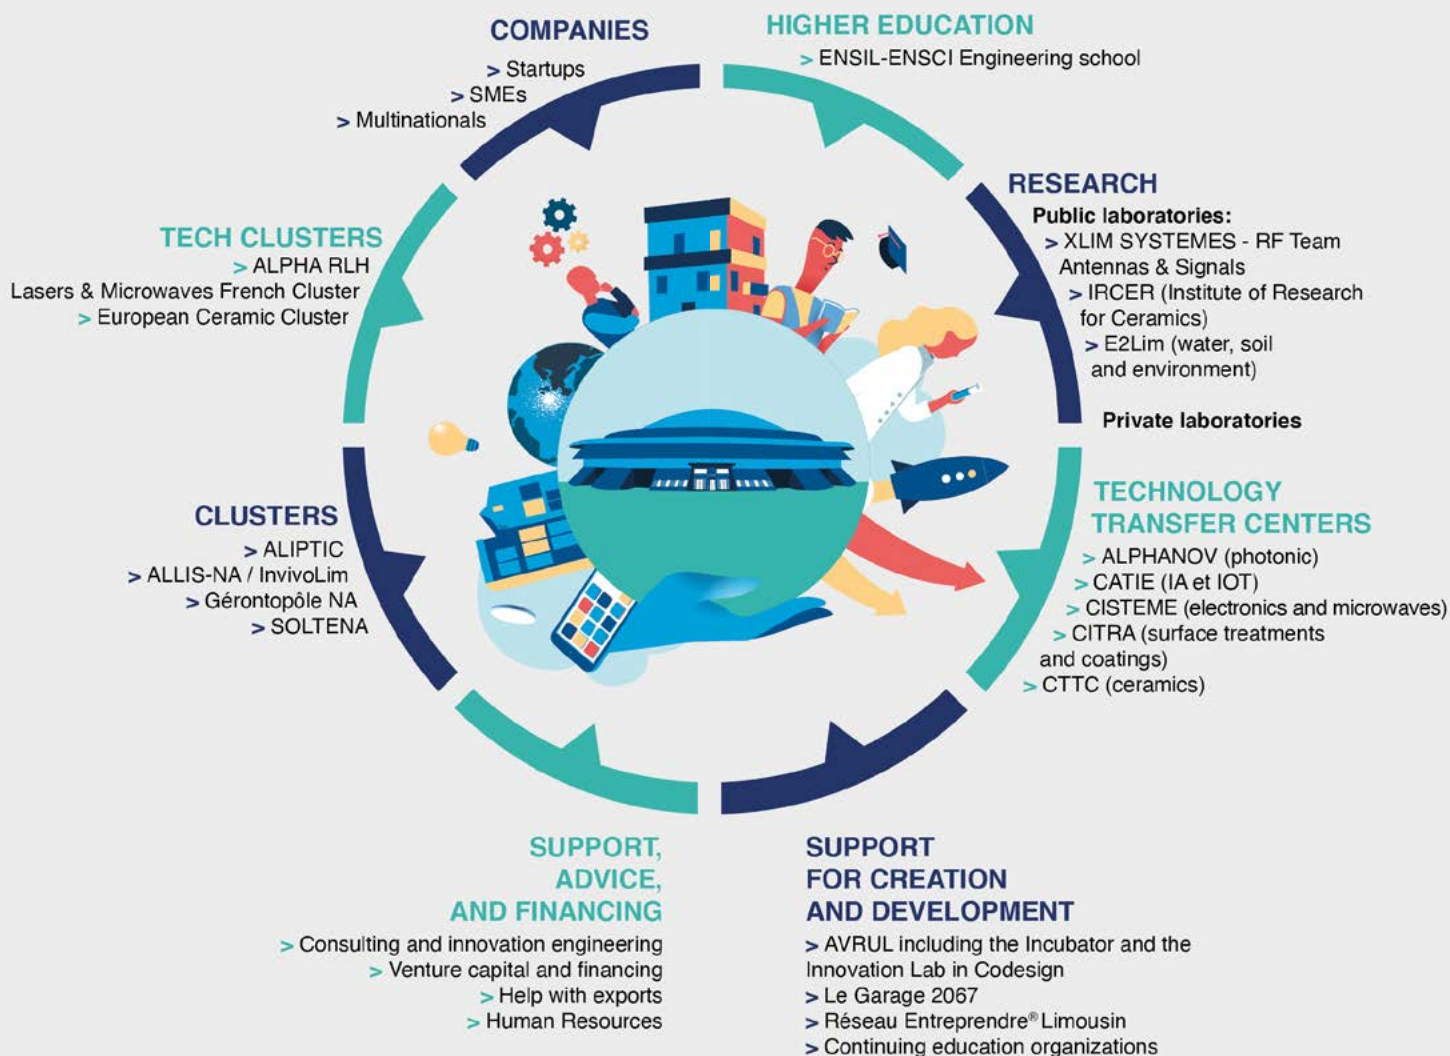 COMPANIES
> Startups
> SMEs
> Multinationals
HIGHER EDUCATION
> ENSIL-ENSCI Engineering school
RESEARCH
Public laboratories:
> XLIM SYSTEMES - RF Team
Antennas & Signals
> IRCER (Institute of Research
for Ceramics)
> E2Lim (water, soil
and environment)
Private laboratories
TECHNOLOGY
TRANSFER CENTERS
> ALPHANOV (photonic)
> CATIE (IA et IOT)
> CISTEME (electronics and microwaves)
> CITRA (surface treatments
and coatings)
> CTTC (ceramics)
SUPPORT
FOR CREATION
AND DEVELOPMENT
> AVRUL including the Incubator and the
Innovation Lab in Codesign
> Le Garage 2067
> Réseau Entreprendre® Limousin
> Continuing education organizations
SUPPORT,
ADVICE,
AND FINANCING
> Consulting and innovation engineering
> Venture capital and financing
> Help with exports
> Human Resources
CLUSTERS
> ALIPTIC
> ALLIS-NA / InvivoLim
> Gérontopôle NA
> SOLTENA
TECH CLUSTERS
> ALPHA RLH
Lasers & Microwaves French Cluster
> European Ceramic Cluster